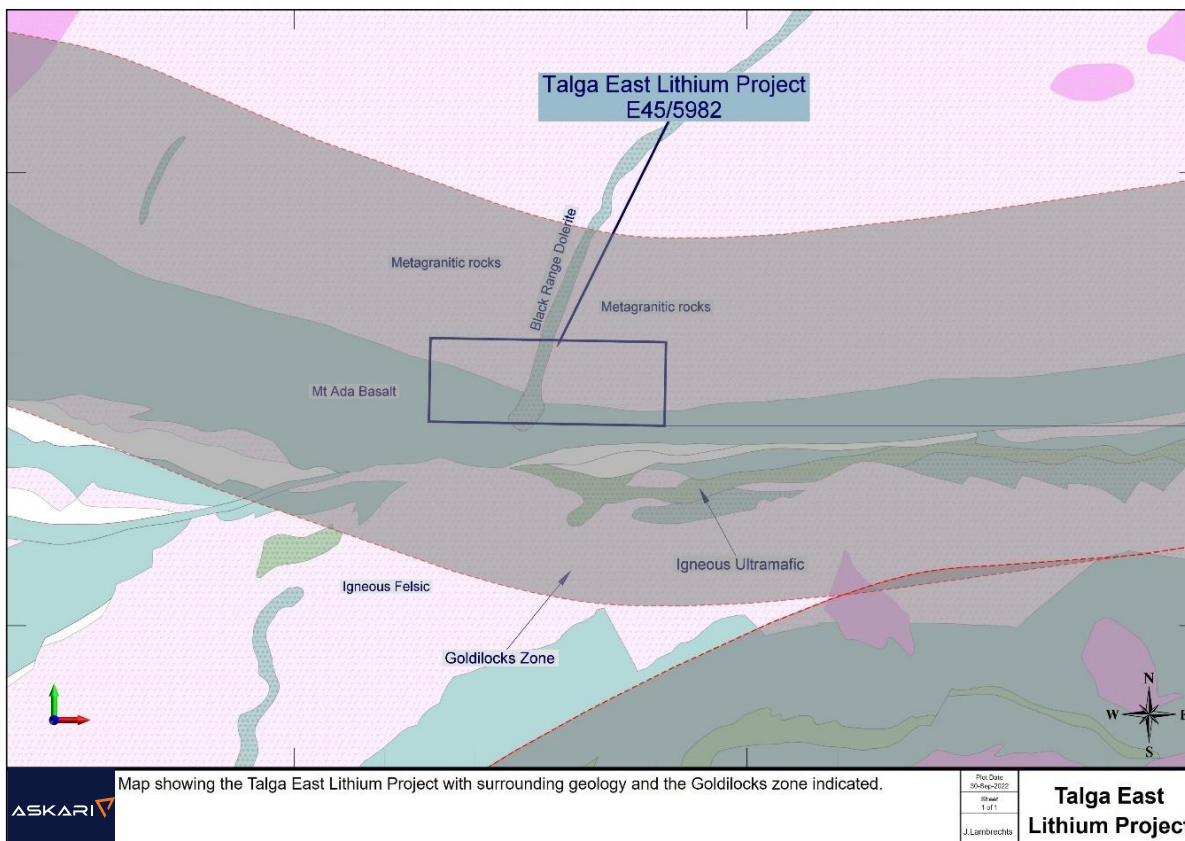 Talga East Lithium Project
E45/5982
Black Range Dolerite
Metagranitic rocks
Metagranitic rocks
Mt Ada Basalt
Igneous Ultramafic
Igneous Felsic
Goldilocks Zone
N
W
E
S
ASKARI
Map showing the Talga East Lithium Project with surrounding geology and the Goldilocks zone indicated.
Plot Date
30-Sep-2022
Sheet
1 of 1
J.Lambrechts
Talga East
Lithium Project